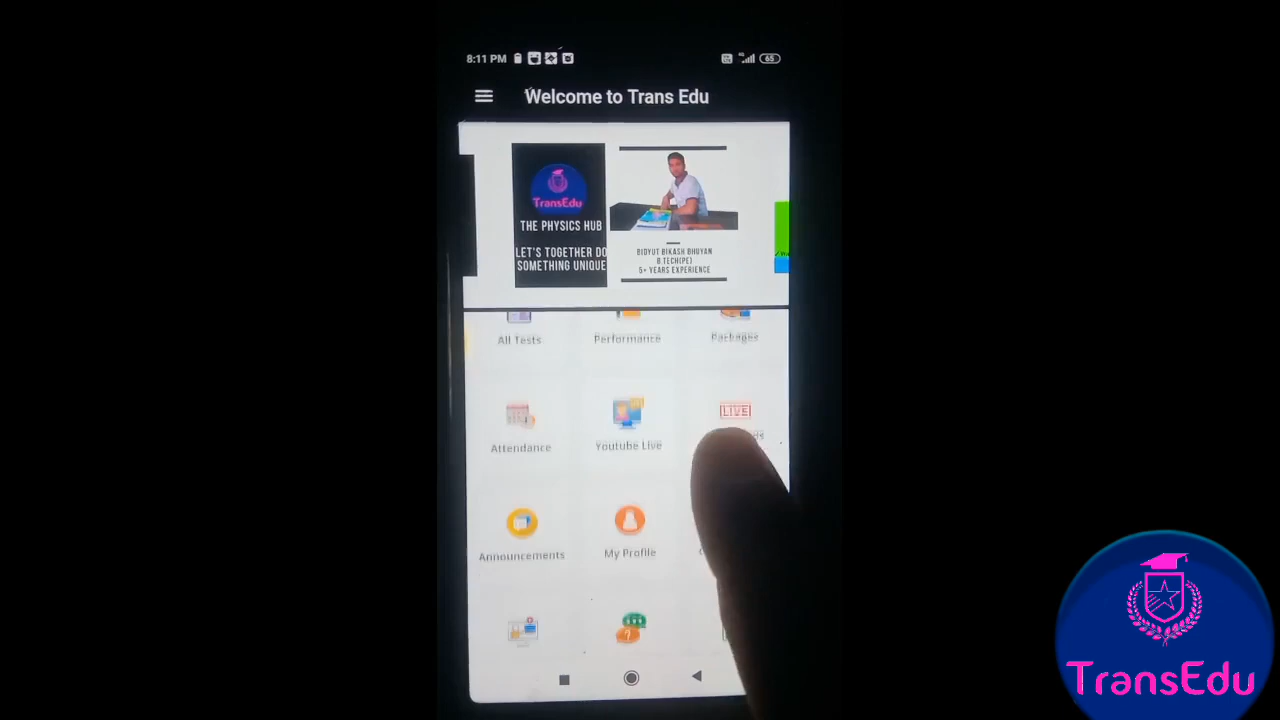 8:11 PM
65
Welcome to Trans Edu
TransEdu
THE PHYSICS HUB
LET'S TOGETHER DO
SOMETHING UNIQUE
BIDYUT BIKASH BHUYAN
B.TECH(PE)
5+ YEARS EXPERIENCE
All Tests
Performance
Packages
LIVE
Attendance
Youtube Live
Announcements
My Profile
TransEdu